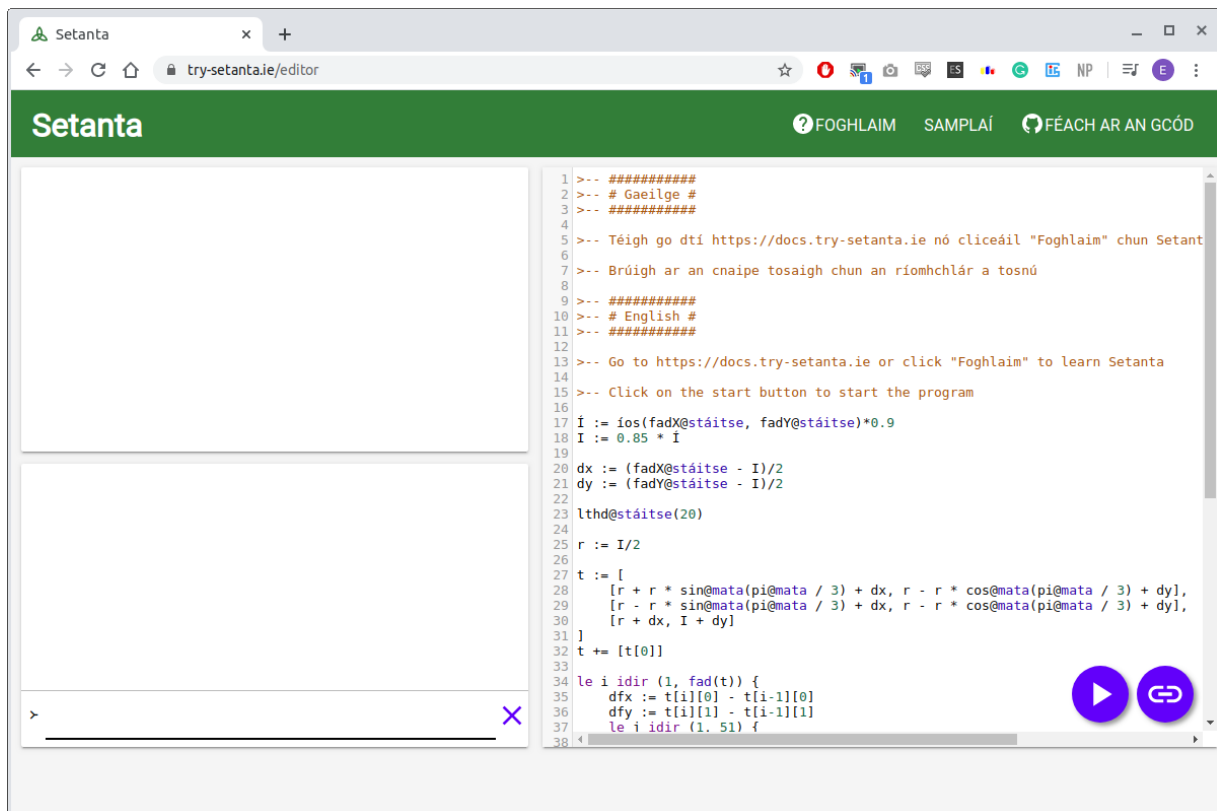 Setanta
try-setanta.ie/editor
1
ES
NP
E
Setanta
FOGHLAIM
SAMPLAÍ
FÉACH AR AN GCÓD
1 >-- ###########
2 >-- # Gaeilge #
3 >-- ###########
4
5 >-- Téigh go dtí https://docs.try-setanta.ie nó cliceáil "Foghlaim" chun Setant
6
7 >-- Brúigh ar an cnaipe tosaigh chun an ríomhchlár a tosnú
8
9 >-- ###########
10 >-- # English #
11 >-- ###########
12
13 >-- Go to https://docs.try-setanta.ie or click "Foghlaim" to learn Setanta
14
15 >-- Click on the start button to start the program
16
17 Í := íos(fadX@stáitse, fadY@stáitse)*0.9
18 I := 0.85 * Í
19
20 dx := (fadX@stáitse - I)/2
21 dy := (fadY@stáitse - I)/2
22
23 lthd@stáitse(20)
24
25 r := I/2
26
27 t := [
28     [r + r * sin@mata(pi@mata / 3) + dx, r - r * cos@mata(pi@mata / 3) + dy],
29     [r - r * sin@mata(pi@mata / 3) + dx, r - r * cos@mata(pi@mata / 3) + dy],
30     [r + dx, I + dy]
31 ]
32 t += [t[0]]
33
34 le i idir (1, fad(t)) {
35     dfx := t[i][0] - t[i-1][0]
36     dfy := t[i][1] - t[i-1][1]
37     le j idir (1, 51) {
38